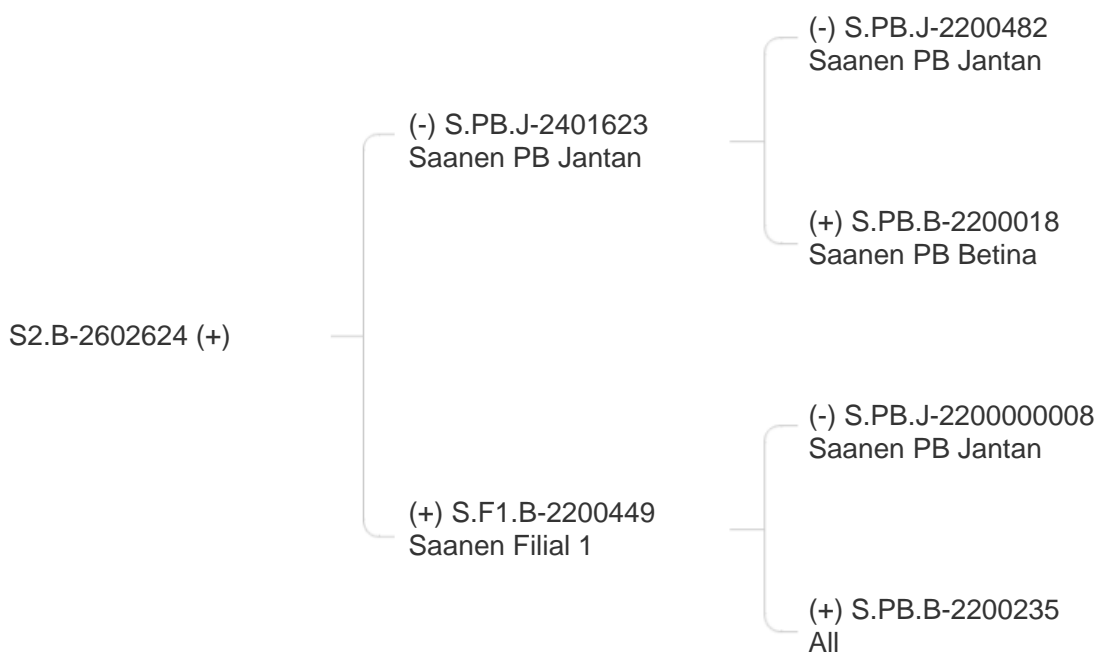 (-) S.PB.J-2200482
Saanen PB Jantan
(-) S.PB.J-2401623
Saanen PB Jantan
(+) S.PB.B-2200018
Saanen PB Betina
S2.B-2602624 (+)
(-) S.PB.J-2200000008
Saanen PB Jantan
(+) S.F1.B-2200449
Saanen Filial 1
(+) S.PB.B-2200235
All